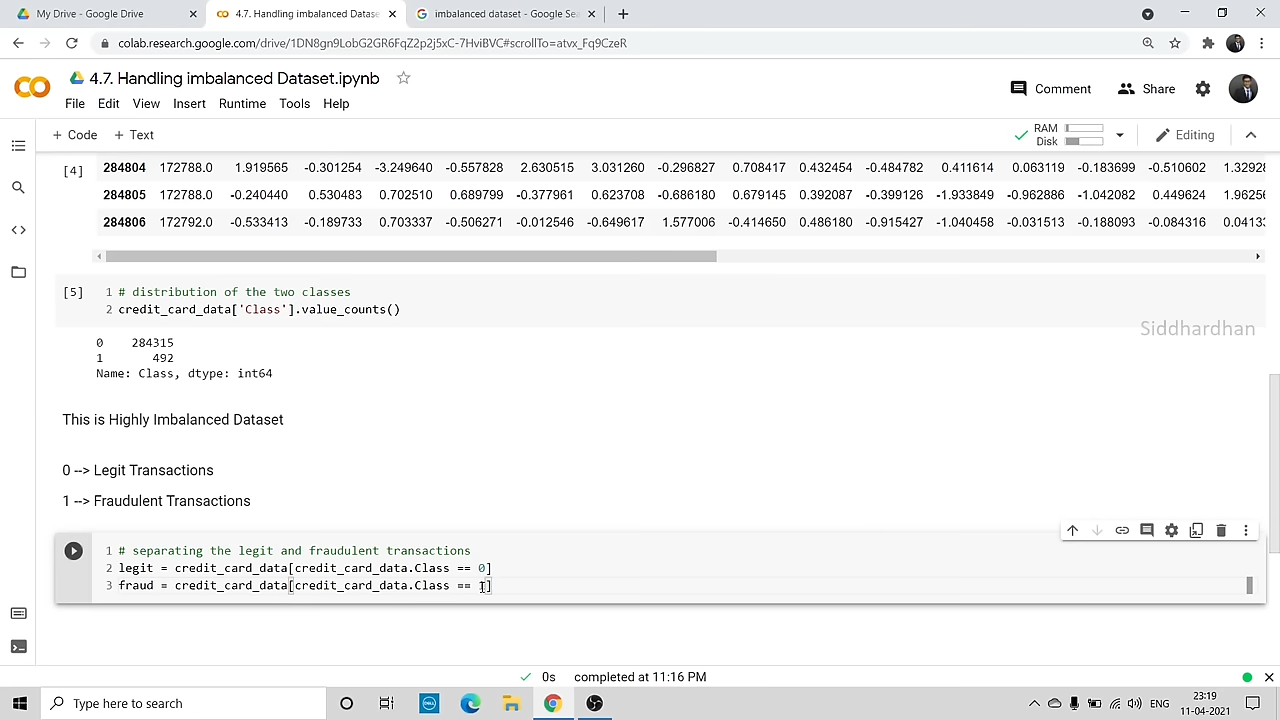 My Drive - Google Drive
4.7. Handling imbalanced Datase
imbalanced dataset - Google Sea
colab.research.google.com/drive/1DN8gn9LobG2GR6FqZ2p2j5xC-7HviBVC#scrollTo=atvx_Fq9CzeR
4.7. Handling imbalanced Dataset.ipynb
Comment
Share
File Edit View Insert Runtime Tools Help
+ Code + Text
RAM
Disk
Editing
[4]
284804 172788.0 1.919565 -0.301254 -3.249640 -0.557828 2.630515 3.031260 -0.296827 0.708417 0.432454 -0.484782 0.411614 0.063119 -0.183699 -0.510602 1.32928
284805 172788.0 -0.240440 0.530483 0.702510 0.689799 -0.377961 0.623708 -0.686180 0.679145 0.392087 -0.399126 -1.933849 -0.962886 -1.042082 0.449624 1.96256
284806 172792.0 -0.533413 -0.189733 0.703337 -0.506271 -0.012546 -0.649617 1.577006 -0.414650 0.486180 -0.915427 -1.040458 -0.031513 -0.188093 -0.084316 0.04133
[5] 1 # distribution of the two classes
2 credit_card_data['Class'].value_counts()
Siddhardhan
0 284315
1 492
Name: Class, dtype: int64
This is Highly Imbalanced Dataset
0 --> Legit Transactions
1 --> Fraudulent Transactions
1 # separating the legit and fraudulent transactions
2 legit = credit_card_data[credit_card_data.Class == 0]
3 fraud = credit_card_data[credit_card_data.Class == 1]
0s completed at 11:16 PM
Type here to search
DELL
ENG
23:19
11-04-2021